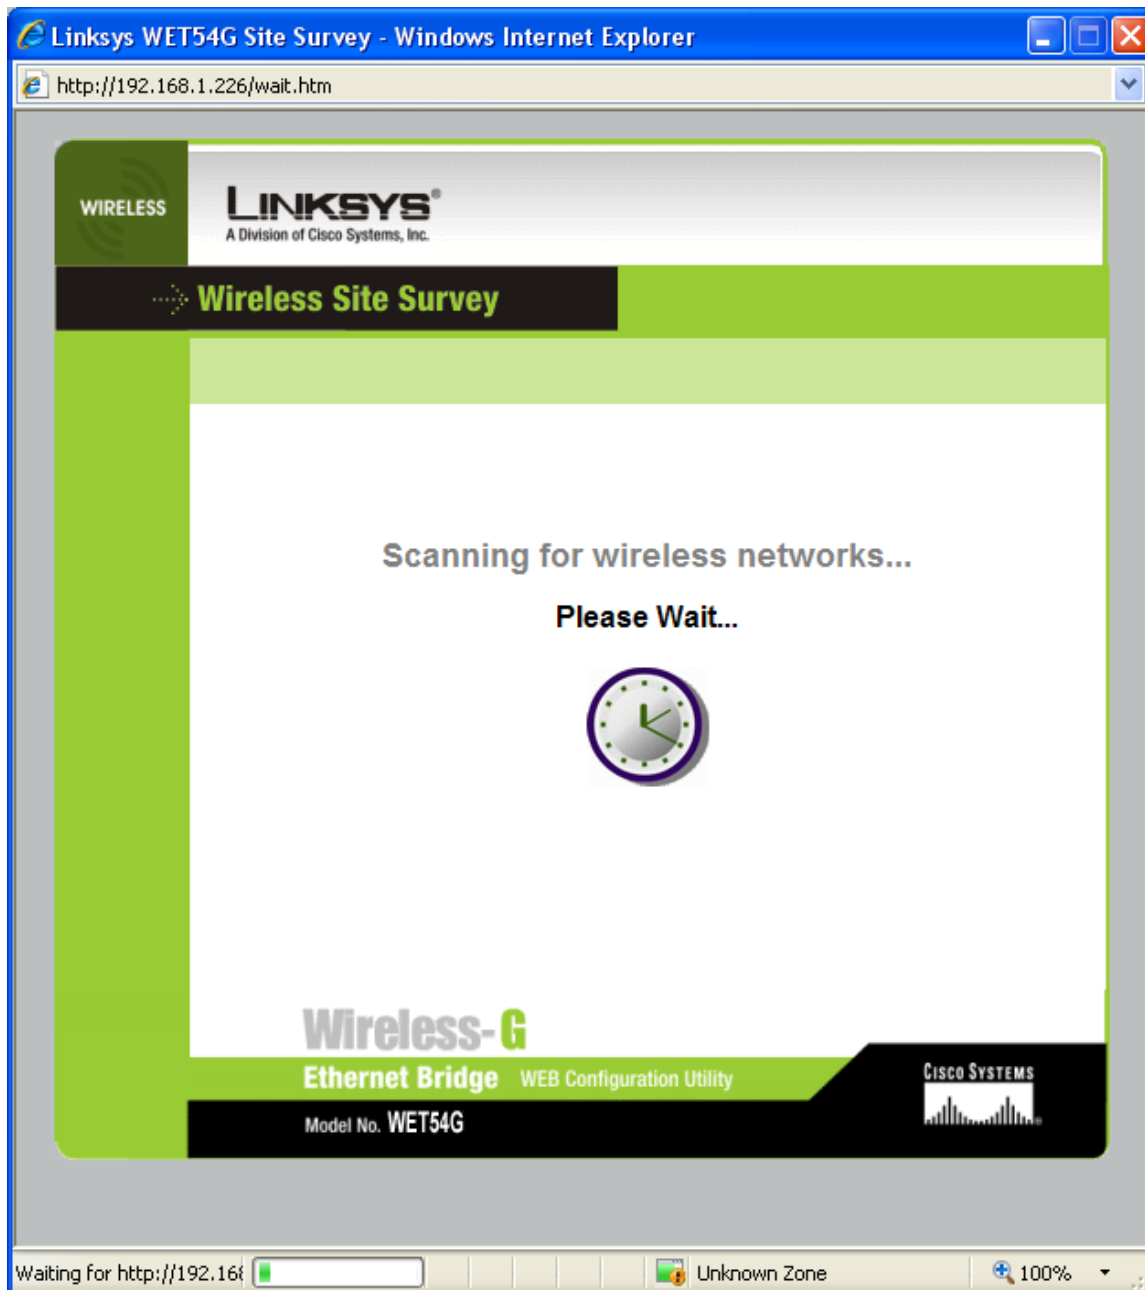 Linksys WET54G Site Survey - Windows Internet Explorer
http://192.168.1.226/wait.htm
WIRELESS
LINKSYS®
A Division of Cisco Systems, Inc.
Wireless Site Survey
Scanning for wireless networks...
Please Wait...
Wireless-G
Ethernet Bridge WEB Configuration Utility
CISCO SYSTEMS
Model No. WET54G
Waiting for http://192.168
Unknown Zone
100%